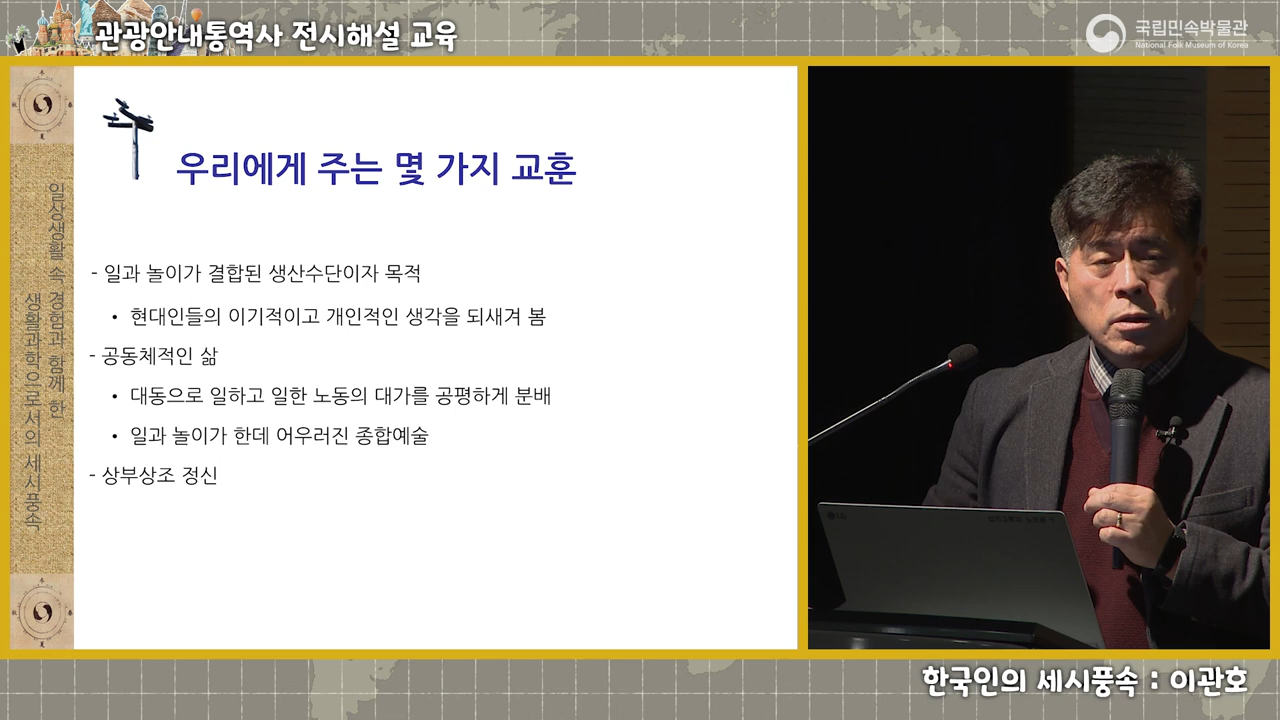 관광안내통역사 전시해설 교육
국립민속박물관
National Folk Museum of Korea
일상생활 속 경험과 함께 한
생활과학으로서의 세시풍속
우리에게 주는 몇 가지 교훈
- 일과 놀이가 결합된 생산수단이자 목적
• 현대인들의 이기적이고 개인적인 생각을 되새겨 봄
- 공동체적인 삶
• 대동으로 일하고 일한 노동의 대가를 공평하게 분배
• 일과 놀이가 한데 어우러진 종합예술
- 상부상조 정신
LG
한국인의 세시풍속 : 이관호